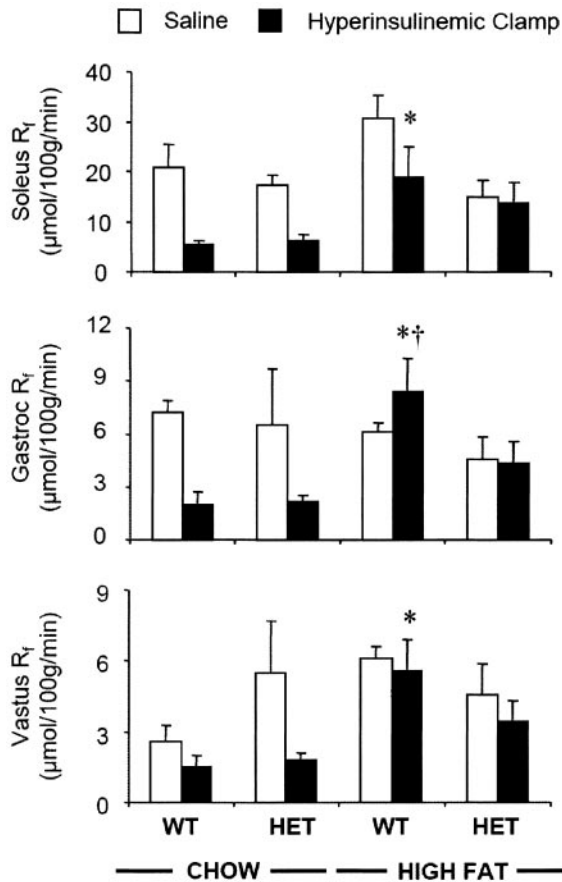 Saline Hyperinsulinemic Clamp
Soleus Rf
(µmol/100g/min)
40
30
20
10
0
*
Gastroc Rf
(µmol/100g/min)
12
9
6
3
0
*†
Vastus Rf
(µmol/100g/min)
9
6
3
0
*
WT HET WT HET
CHOW HIGH FAT